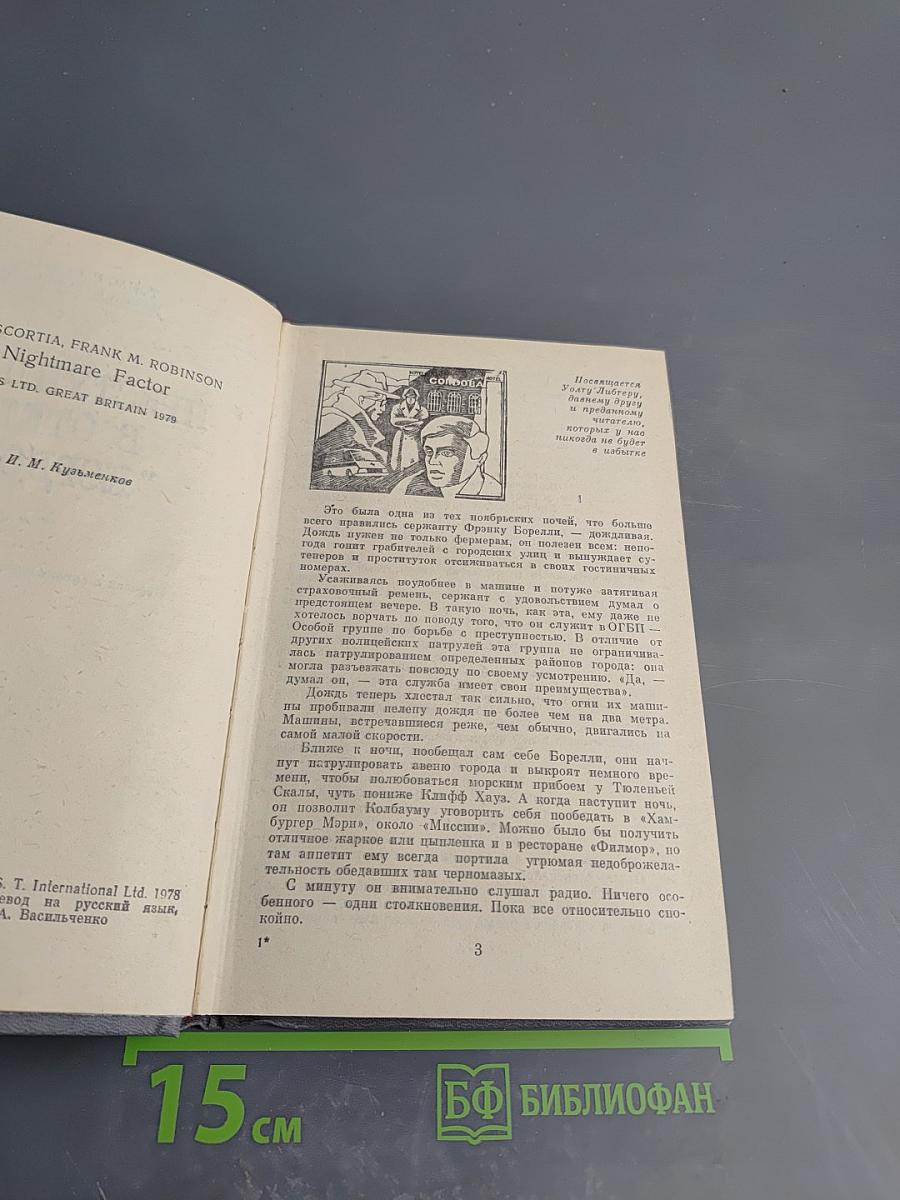 SCORTIA, FRANK M. ROBINSON
Nightmare Factor
S LTD. GREAT BRITAIN 1979
И. М. Кузьменков
S. T. International Ltd. 1978
евод на русский язык,
А. Васильченко
HOTEL
CORDOBA
HOTEL
Посвящается
Уолту Либтеру,
давнему другу
и преданному
читателю,
которых у нас
никогда не будет
в избытке
1
Это была одна из тех ноябрьских ночей, что больше
всего нравились сержанту Фрэнку Борелли, — дождливая.
Дождь нужен не только фермерам, он полезен всем: непо-
года гонит грабителей с городских улиц и вынуждает су-
тенеров и проституток отсиживаться в своих гостиничных
номерах.
Усаживаясь поудобнее в машине и потуже затягивая
страховочный ремень, сержант с удовольствием думал о
предстоящем вечере. В такую ночь, как эта, ему даже не
хотелось ворчать по поводу того, что он служит в ОГБП —
Особой группе по борьбе с преступностью. В отличие от
других полицейских патрулей эта группа не ограничива-
лась патрулированием определенных районов города: она
могла разъезжать повсюду по своему усмотрению. «Да, —
думал он, — эта служба имеет свои преимущества».
Дождь теперь хлестал так сильно, что огни их маши-
ны пробивали пелену дождя не более чем на два метра.
Машины, встречавшиеся реже, чем обычно, двигались на
самой малой скорости.
Ближе к ночи, пообещал сам себе Борелли, они нач-
нут патрулировать авеню города и выкроят немного вре-
мени, чтобы полюбоваться морским прибоем у Тюленьей
Скалы, чуть пониже Клифф Хауз. А когда наступит ночь,
он позволит Колбауму уговорить себя пообедать в «Хам-
бургер Мэри», около «Миссии». Можно было бы получить
отличное жаркое или цыпленка и в ресторане «Филмор», но
там аппетит ему всегда портила угрюмая недоброжела-
тельность обедавших там черномазых.
С минуту он внимательно слушал радио. Ничего осо-
бенного — одни столкновения. Пока все относительно спо-
койно.
1*
3
15 см
БФ БИБЛИОФАН